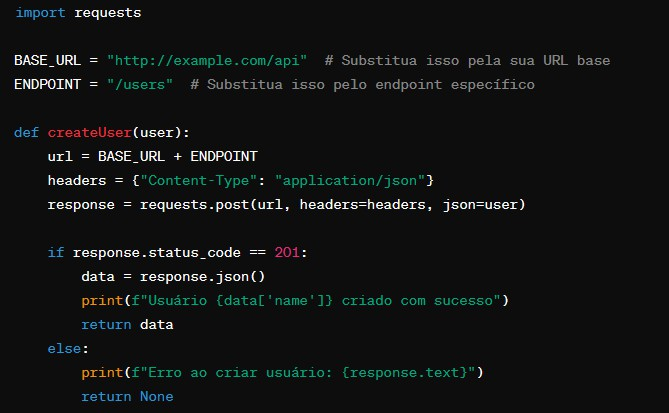 import requests
BASE_URL = "http://example.com/api"  # Substitua isso pela sua URL base
ENDPOINT = "/users"  # Substitua isso pelo endpoint específico
def createUser(user):
    url = BASE_URL + ENDPOINT
    headers = {"Content-Type": "application/json"}
    response = requests.post(url, headers=headers, json=user)
    if response.status_code == 201:
        data = response.json()
        print(f"Usuário {data['name']} criado com sucesso")
        return data
    else:
        print(f"Erro ao criar usuário: {response.text}")
        return None